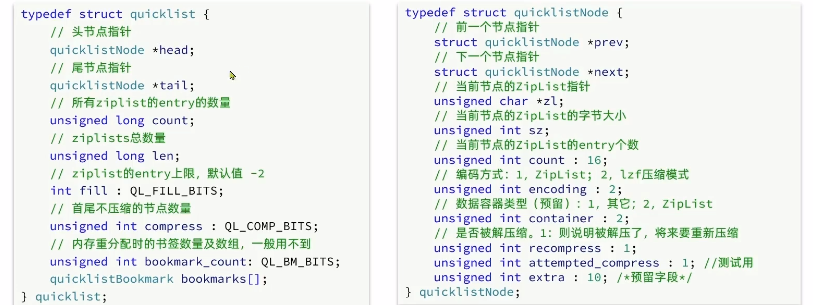 typedef struct quicklist {
// 头节点指针
quicklistNode *head;
// 尾节点指针
quicklistNode *tail;
// 所有ziplist的entry的数量
unsigned long count;
// ziplists总数量
unsigned long len;
// ziplist的entry上限，默认值 -2
int fill : QL_FILL_BITS;
// 首尾不压缩的节点数量
unsigned int compress : QL_COMP_BITS;
// 内存重分配时的书签数量及数组，一般用不到
unsigned int bookmark_count: QL_BM_BITS;
quicklistBookmark bookmarks[];
} quicklist;
typedef struct quicklistNode {
// 前一个节点指针
struct quicklistNode *prev;
// 下一个节点指针
struct quicklistNode *next;
// 当前节点的ZipList指针
unsigned char *zl;
// 当前节点的ZipList的字节大小
unsigned int sz;
// 当前节点的ZipList的entry个数
unsigned int count : 16;
// 编码方式：1, ZipList; 2, lzf压缩模式
unsigned int encoding : 2;
// 数据容器类型（预留）：1, 其它；2, ZipList
unsigned int container : 2;
// 是否被解压缩。1：则说明被解压了，将来要重新压缩
unsigned int recompress : 1;
unsigned int attempted_compress : 1; //测试用
unsigned int extra : 10; /*预留字段*/
} quicklistNode;